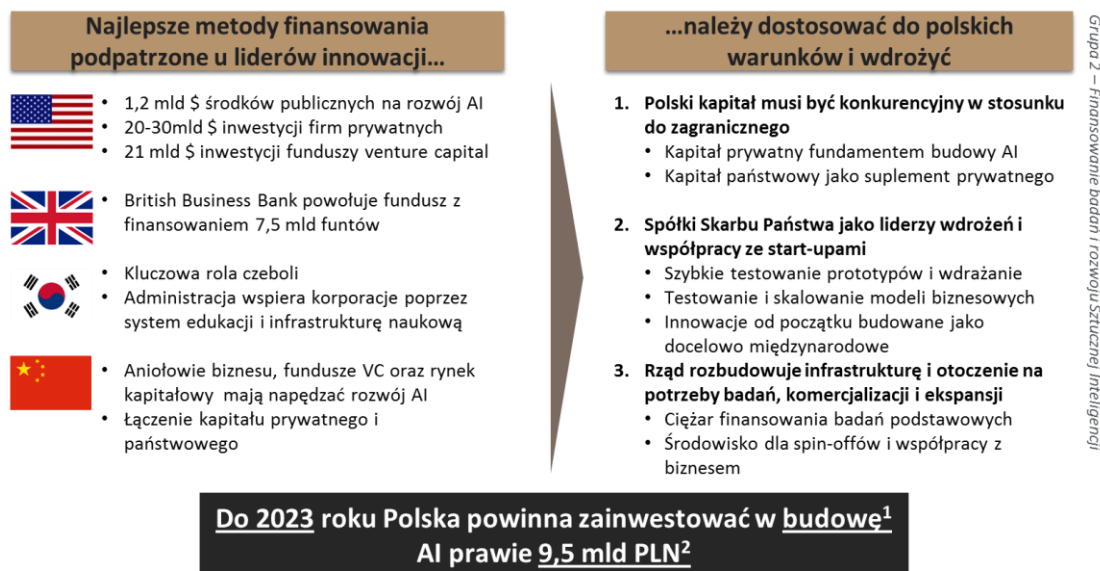 Najlepsze metody finansowania
podpatrzone u liderów innowacji…
• 1,2 mld $ środków publicznych na rozwój AI
• 20-30mld $ inwestycji firm prywatnych
• 21 mld $ inwestycji funduszy venture capital
• British Business Bank powołuje fundusz z
finansowaniem 7,5 mld funtów
• Kluczowa rola czeboli
• Administracja wspiera korporacje poprzez
system edukacji i infrastrukturę naukową
• Aniołowie biznesu, fundusze VC oraz rynek
kapitałowy mają napędzać rozwój AI
• Łączenie kapitału prywatnego i
państwowego
…należy dostosować do polskich
warunków i wdrożyć
1. Polski kapitał musi być konkurencyjny w stosunku
do zagranicznego
• Kapitał prywatny fundamentem budowy AI
• Kapitał państwowy jako suplement prywatnego
2. Spółki Skarbu Państwa jako liderzy wdrożeń i
współpracy ze start-upami
• Szybkie testowanie prototypów i wdrażanie
• Testowanie i skalowanie modeli biznesowych
• Innowacje od początku budowane jako
docelowo międzynarodowe
3. Rząd rozbudowuje infrastrukturę i otoczenie na
potrzeby badań, komercjalizacji i ekspansji
• Ciężar finansowania badań podstawowych
• Środowisko dla spin-offów i współpracy z
biznesem
Do 2023 roku Polska powinna zainwestować w budowę¹
AI prawie 9,5 mld PLN²
Grupa 2 – Finansowanie badań i rozwoju Sztucznej Inteligencji